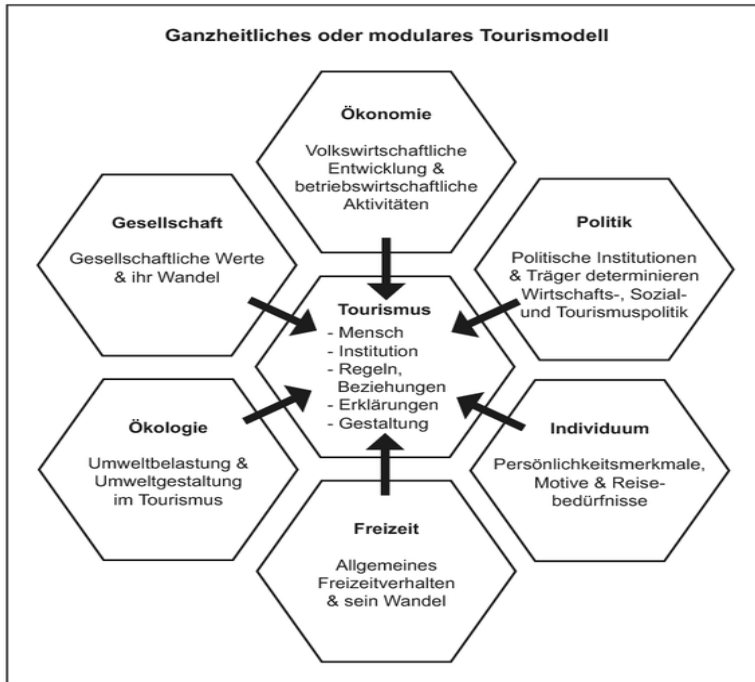 Ganzheitliches oder modulares Tourismodell
Ökonomie
Volkswirtschaftliche
Entwicklung &
betriebswirtschaftliche
Aktivitäten
Gesellschaft
Gesellschaftliche Werte
& ihr Wandel
Politik
Politische Institutionen
& Träger determinieren
Wirtschafts-, Sozial-
und Tourismuspolitik
Tourismus
- Mensch
- Institution
- Regeln,
Beziehungen
- Erklärungen
- Gestaltung
Ökologie
Umweltbelastung &
Umweltgestaltung
im Tourismus
Individuum
Persönlichkeitsmerkmale,
Motive & Reise-
bedürfnisse
Freizeit
Allgemeines
Freizeitverhalten
& sein Wandel